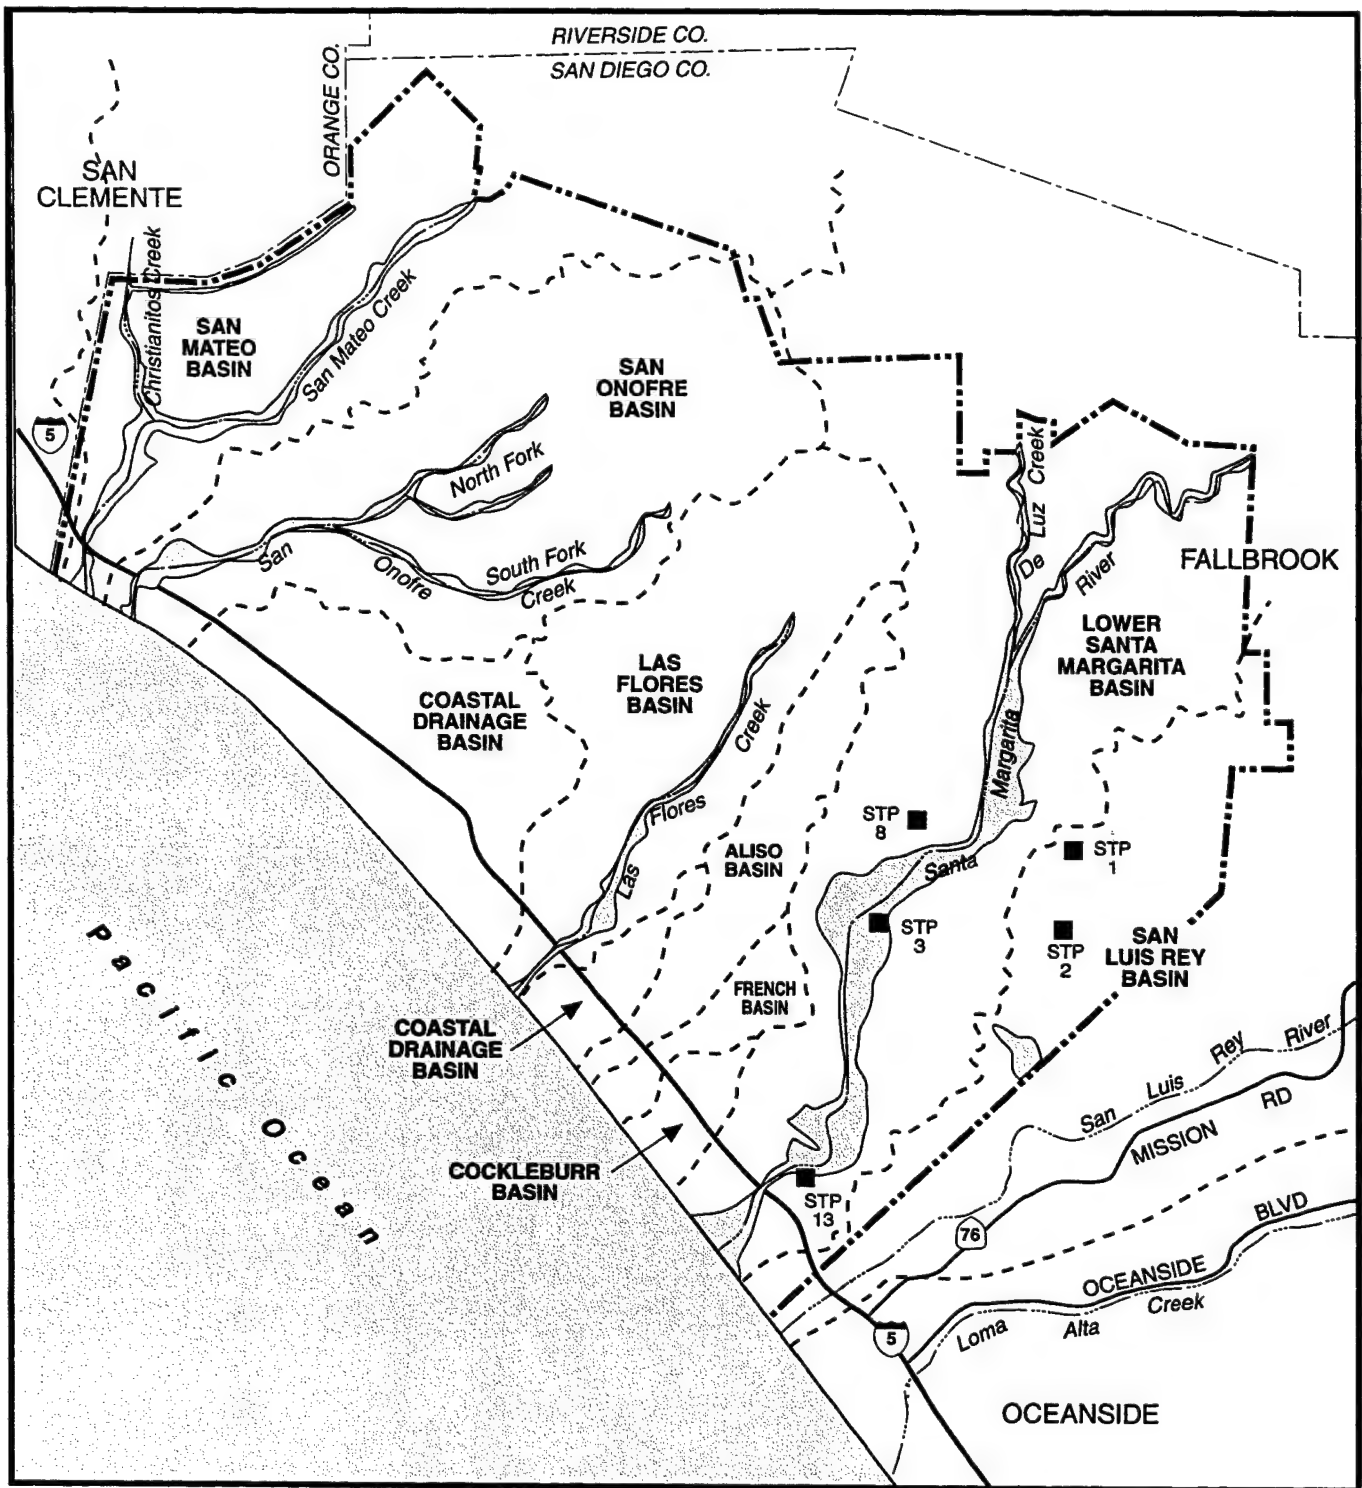 RIVERSIDE CO.
SAN DIEGO CO.
ORANGE CO.
SAN
CLEMENTE
Christianitos Creek
SAN
MATEO
BASIN
San Mateo Creek
5
SAN
ONOFRE
BASIN
North Fork
San
Onofre
South Fork
Creek
De
Luz
Creek
River
FALLBROOK
LOWER
SANTA
MARGARITA
BASIN
LAS
FLORES
BASIN
COASTAL
DRAINAGE
BASIN
Las
Flores
Creek
Margarita
Santa
STP
8
STP
1
ALISO
BASIN
STP
3
STP
2
SAN
LUIS REY
BASIN
FRENCH
BASIN
Pacific Ocean
COASTAL
DRAINAGE
BASIN
San
Luis
Rey
River
MISSION
RD
COCKLEBURR
BASIN
STP
13
76
OCEANSIDE
BLVD
Loma
Alta
Creek
5
OCEANSIDE